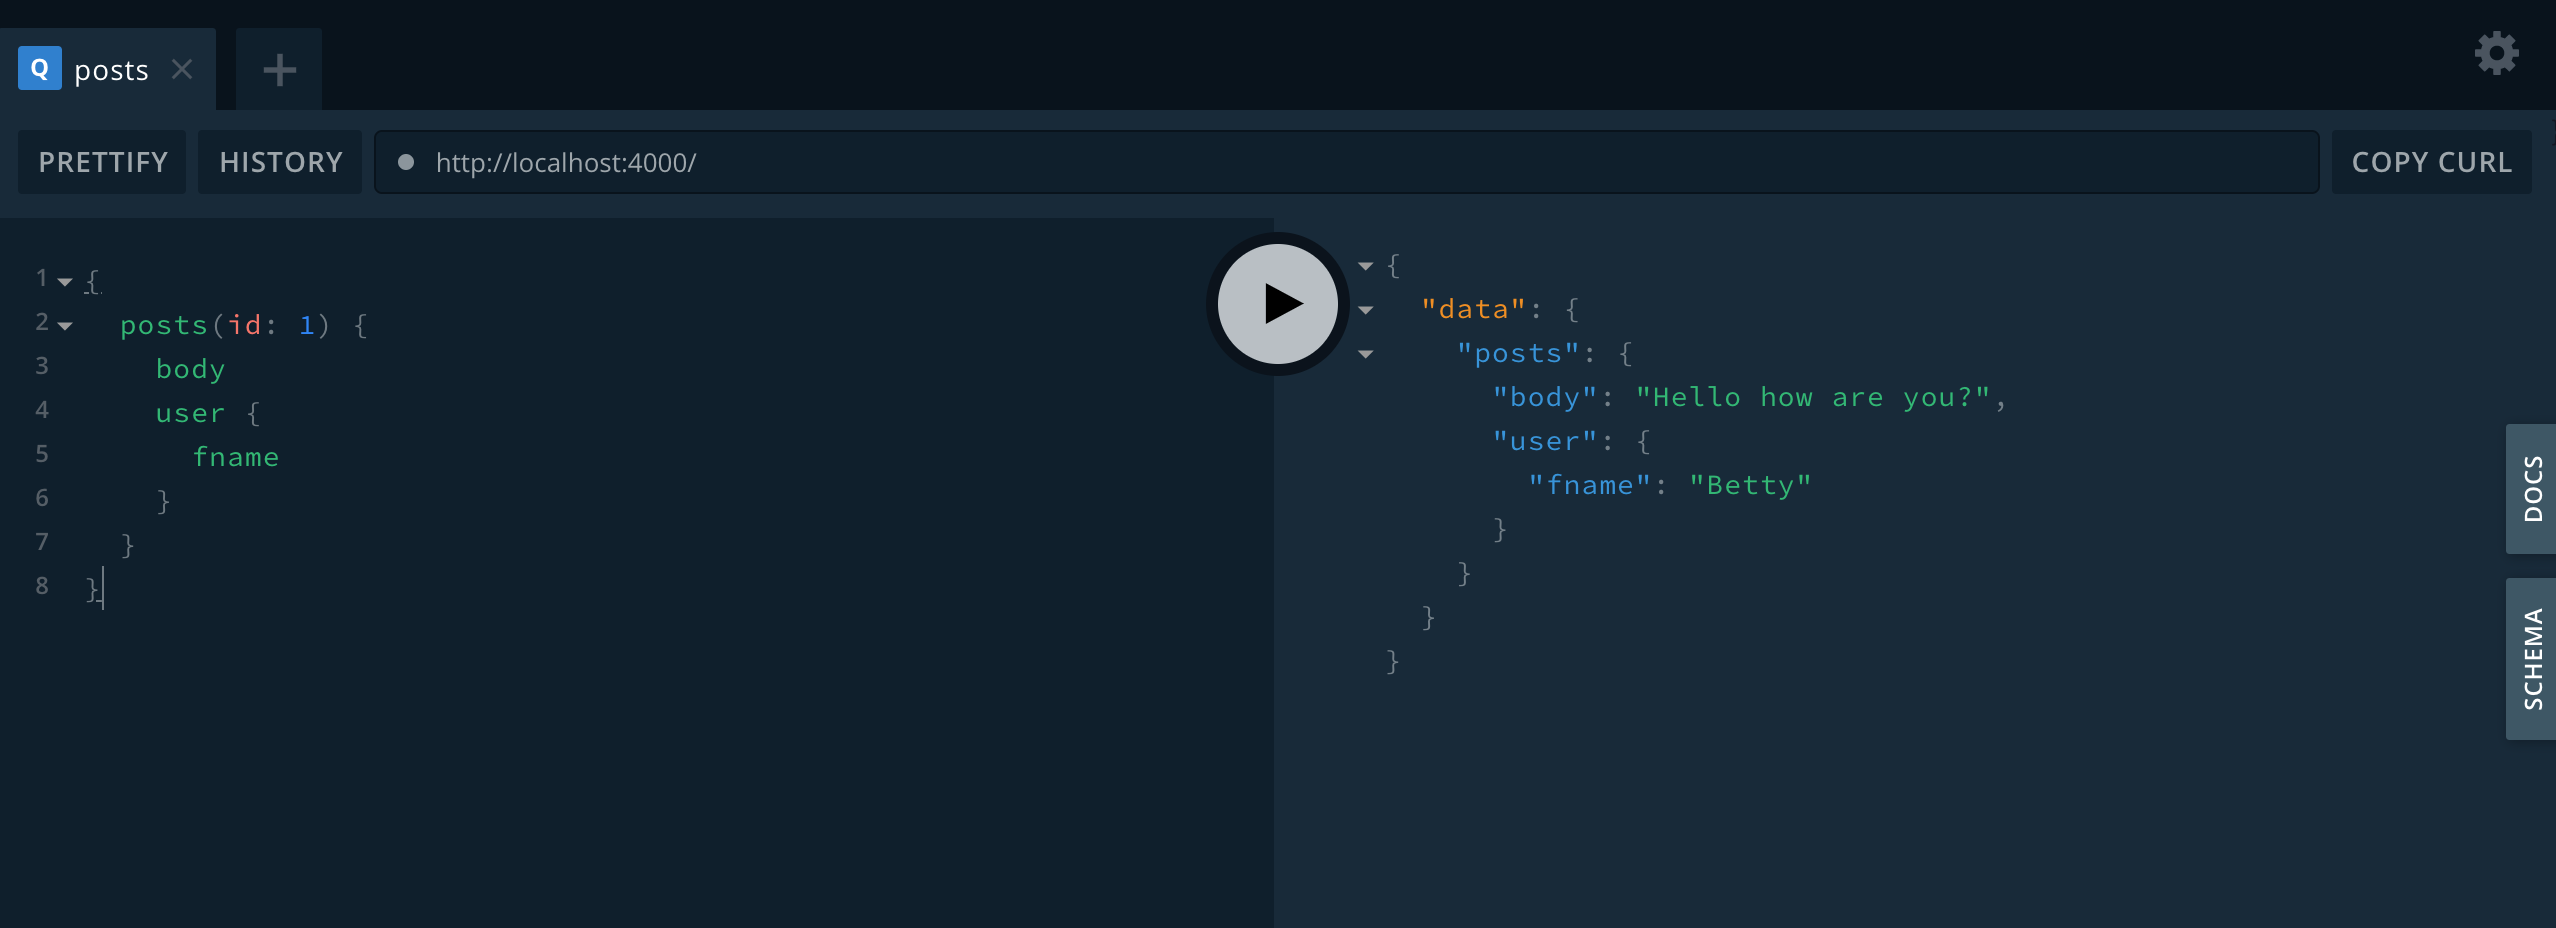 Q posts
PRETTIFY HISTORY http://localhost:4000/ COPY CURL
1 {
2 posts(id: 1) {
3 body
4 user {
5 fname
6 }
7 }
8 }
{
"data": {
"posts": {
"body": "Hello how are you?",
"user": {
"fname": "Betty"
}
}
}
}
DOCS
SCHEMA